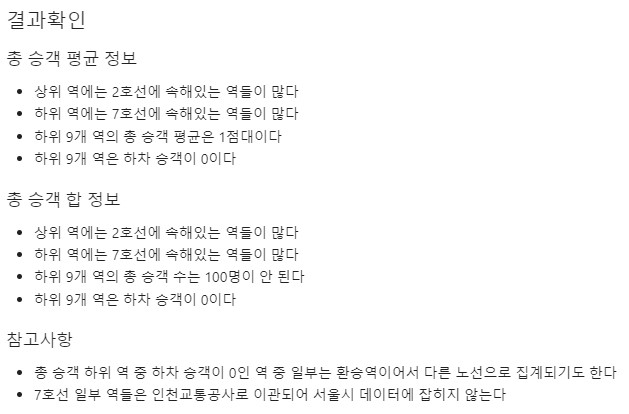 결과확인
총 승객 평균 정보
상위 역에는 2호선에 속해있는 역들이 많다
하위 역에는 7호선에 속해있는 역들이 많다
하위 9개 역의 총 승객 평균은 1점대이다
하위 9개 역은 하차 승객이 0이다
총 승객 합 정보
상위 역에는 2호선에 속해있는 역들이 많다
하위 역에는 7호선에 속해있는 역들이 많다
하위 9개 역의 총 승객 수는 100명이 안 된다
하위 9개 역은 하차 승객이 0이다
참고사항
총 승객 하위 역 중 하차 승객이 0인 역 중 일부는 환승역이어서 다른 노선으로 집계되기도 한다
7호선 일부 역들은 인천교통공사로 이관되어 서울시 데이터에 잡히지 않는다